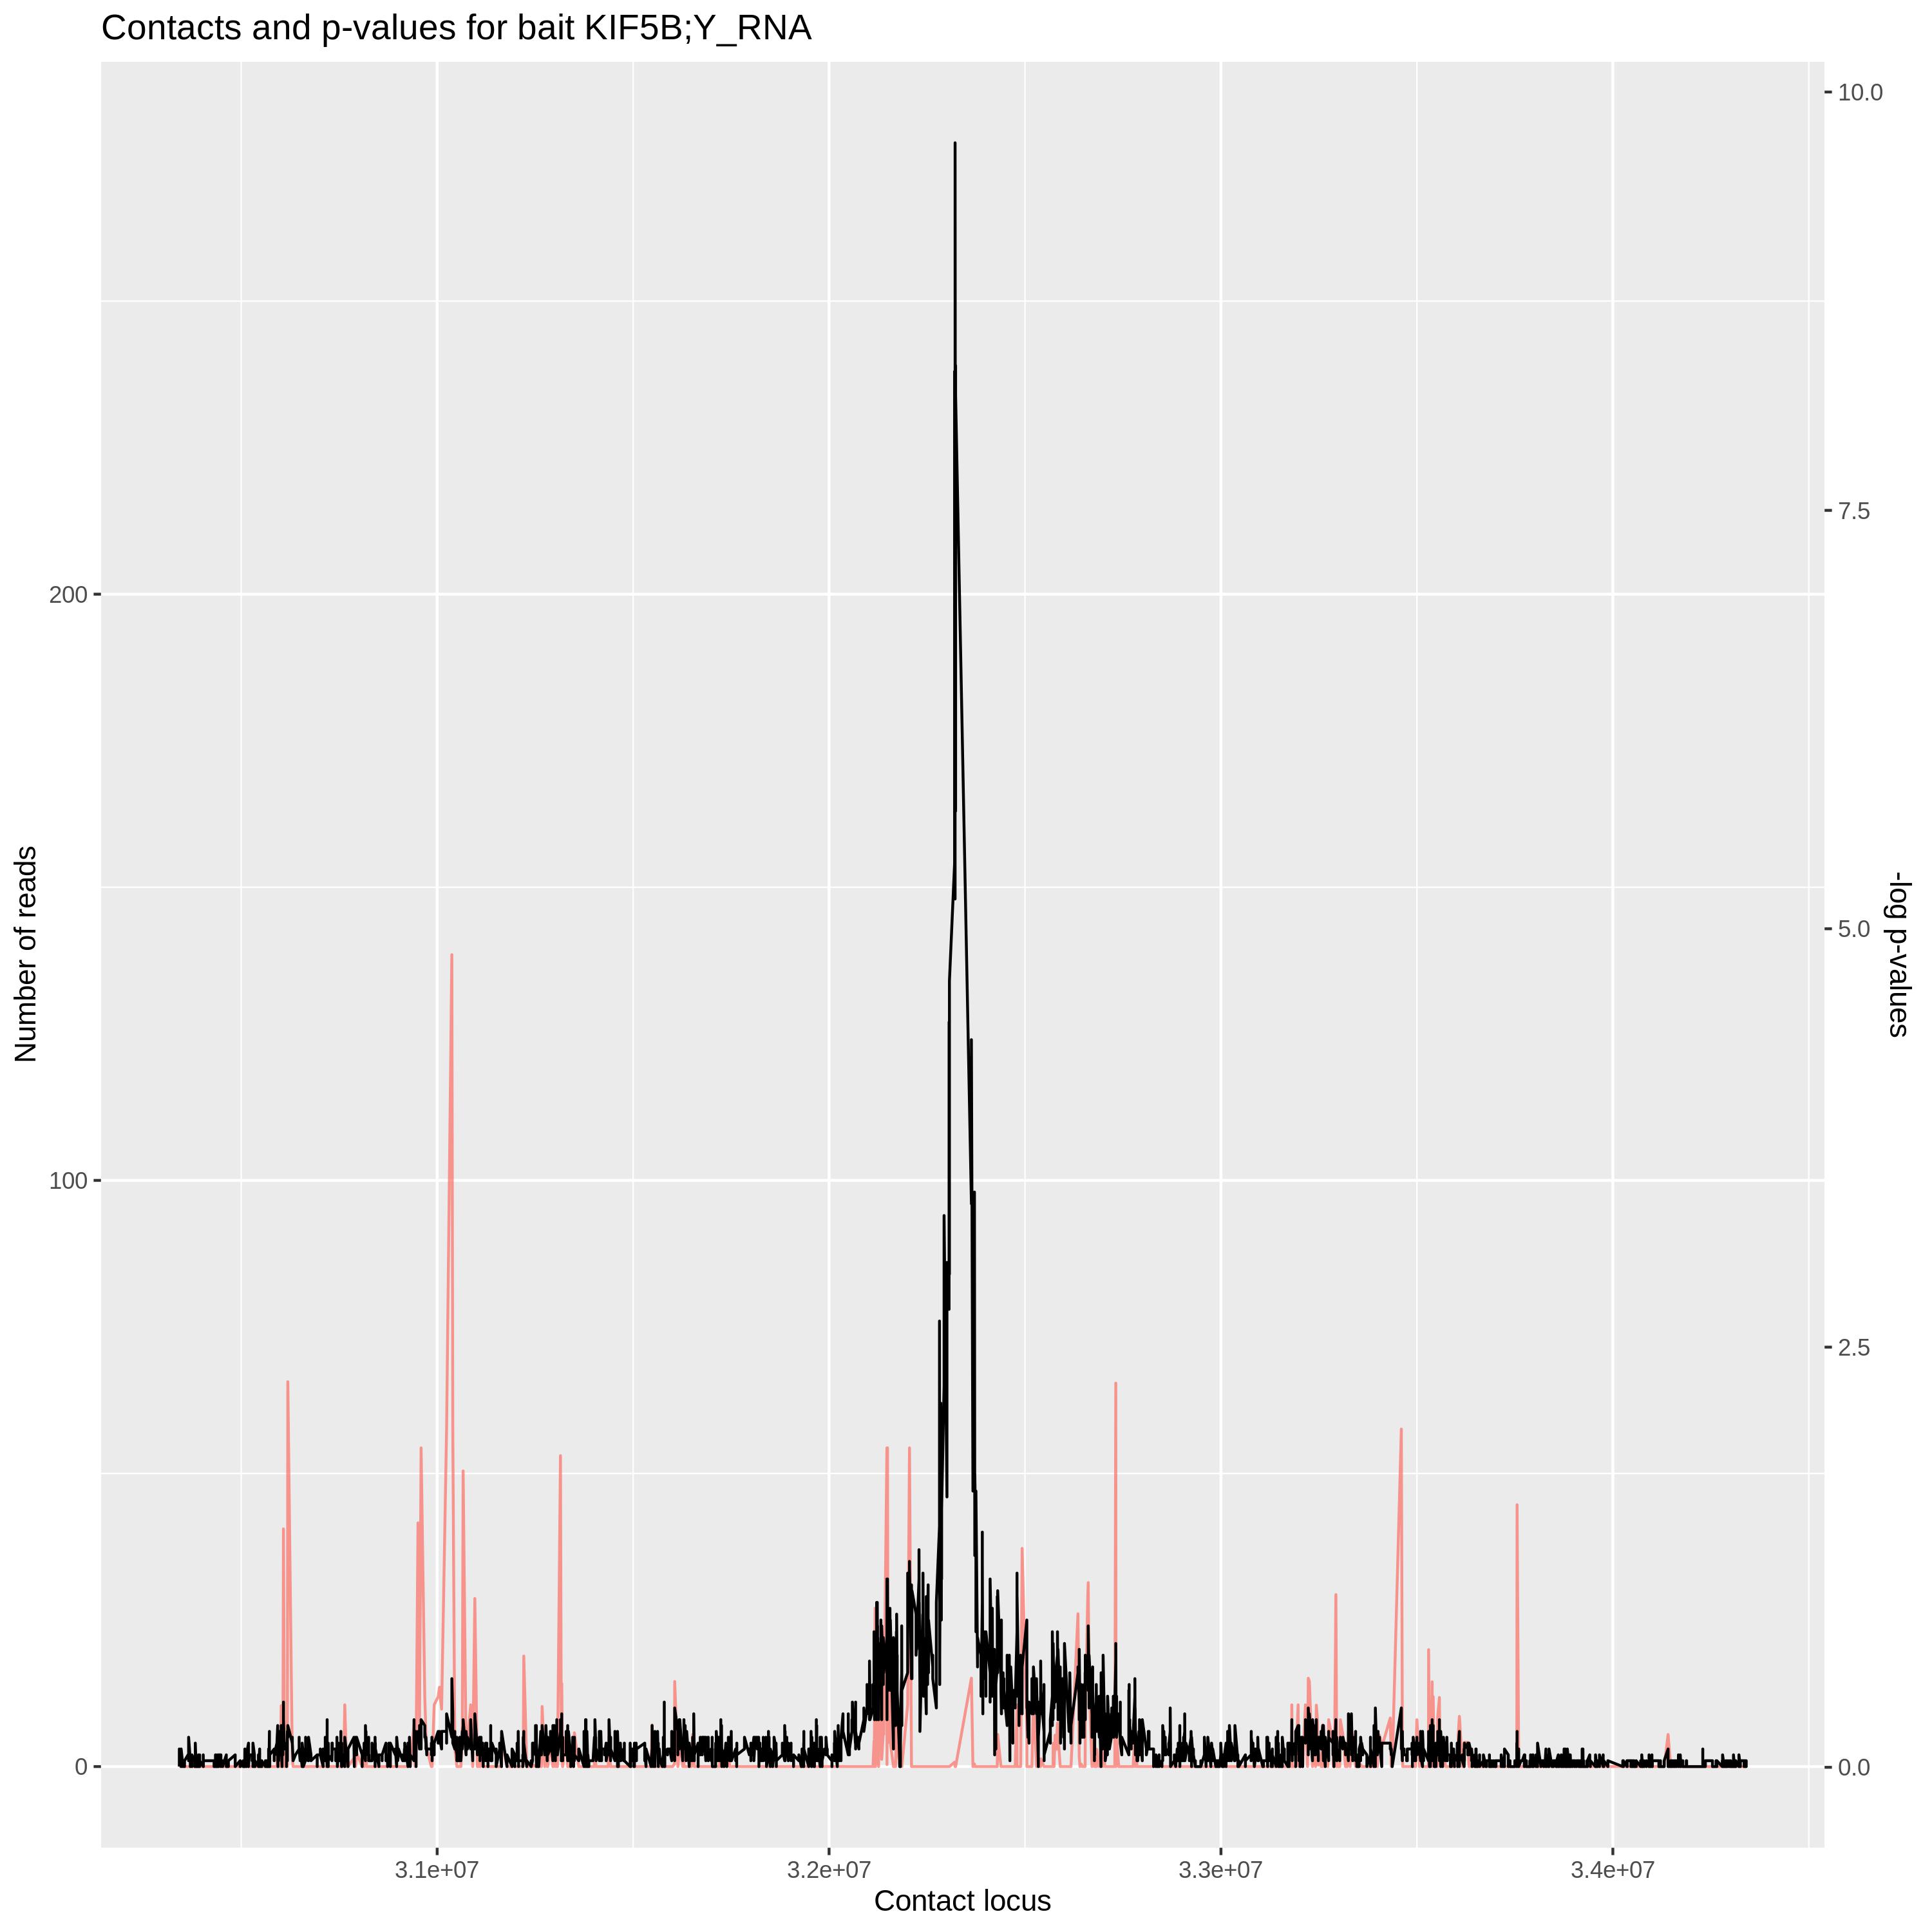 Contacts and p-values for bait KIF5B;Y_RNA
10.0
7.5
200
5.0
Number of reads
-log p-values
100
2.5
0
0.0
3.1e+07
3.2e+07
3.3e+07
3.4e+07
Contact locus